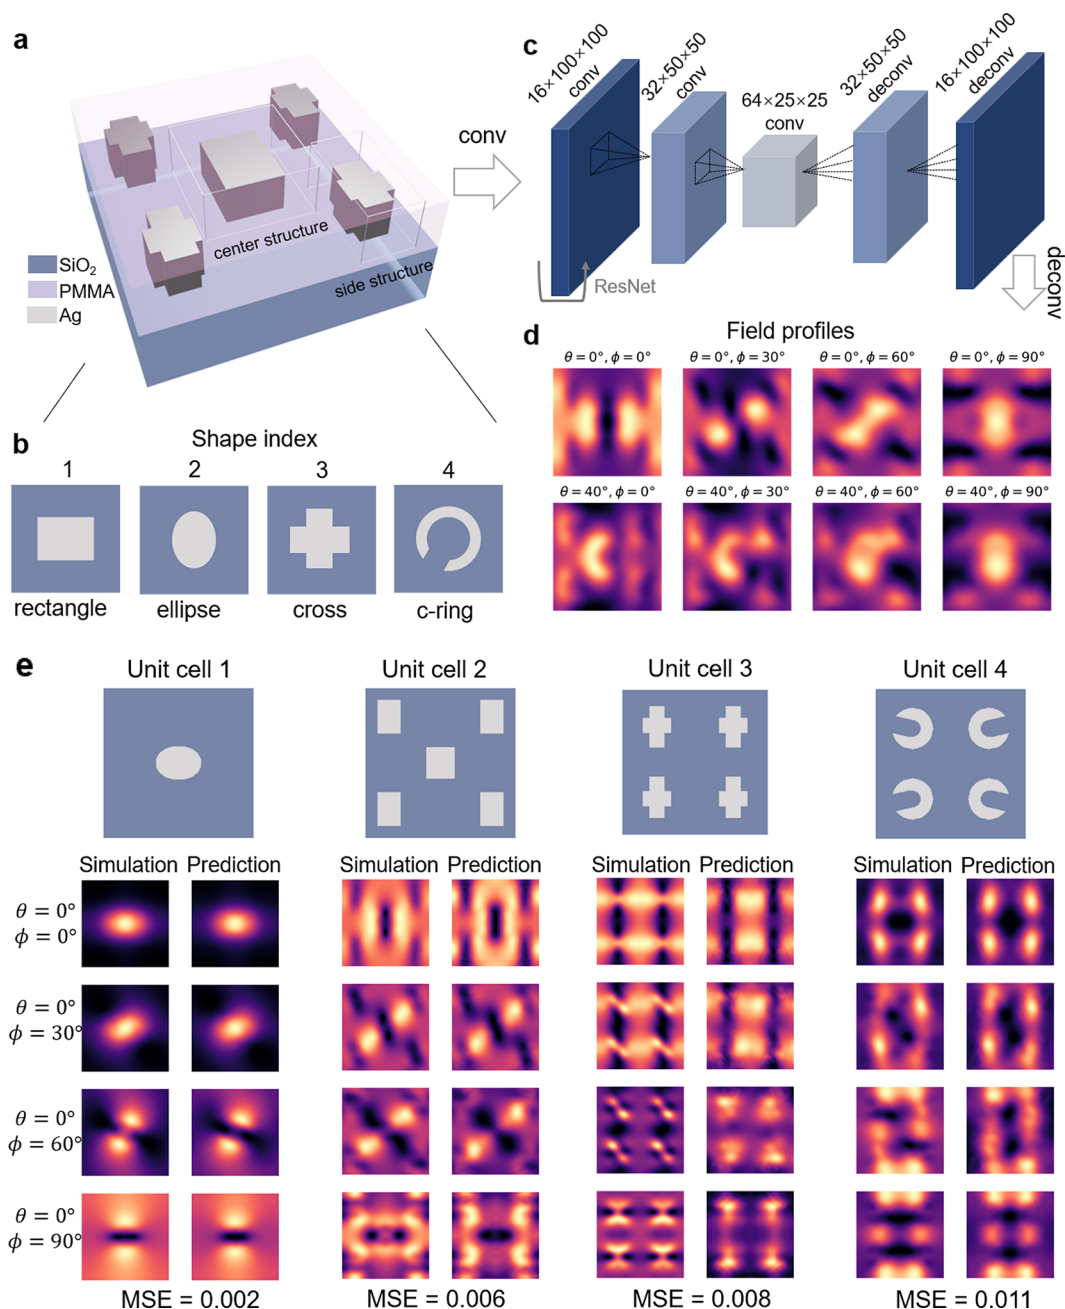 a
center structure
side structure
SiO₂
PMMA
Ag
conv
c
16×100×100
conv
32×50×50
conv
64×25×25
conv
32×50×50
deconv
16×100×100
deconv
ResNet
deconv
b
Shape index
1 2 3 4
rectangle ellipse cross c-ring
d
Field profiles
θ=0°, ϕ=0° θ=0°, ϕ=30° θ=0°, ϕ=60° θ=0°, ϕ=90°
θ=40°, ϕ=0° θ=40°, ϕ=30° θ=40°, ϕ=60° θ=40°, ϕ=90°
e
Unit cell 1 Unit cell 2 Unit cell 3 Unit cell 4
Simulation Prediction Simulation Prediction Simulation Prediction Simulation Prediction
θ = 0°
ϕ = 0°
θ = 0°
ϕ = 30°
θ = 0°
ϕ = 60°
θ = 0°
ϕ = 90°
MSE = 0.002 MSE = 0.006 MSE = 0.008 MSE = 0.011